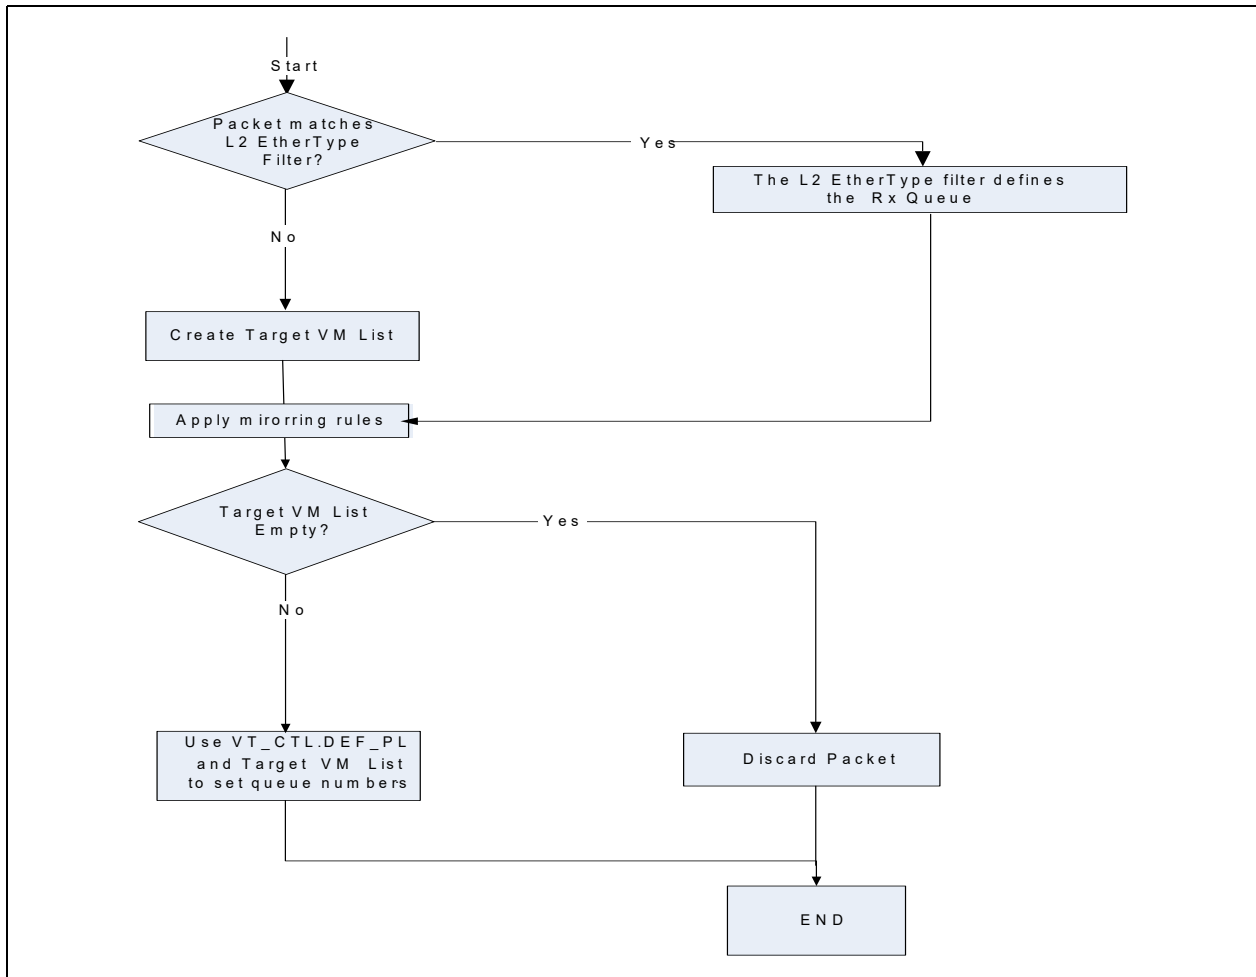 Start
Packet matches
L2 EtherType
Filter?
Yes
The L2 EtherType filter defines
the Rx Queue
No
Create Target VM List
Apply mirorring rules
Target VM List
Empty?
Yes
No
Use VT_CTL.DEF_PL
and Target VM List
to set queue numbers
Discard Packet
END